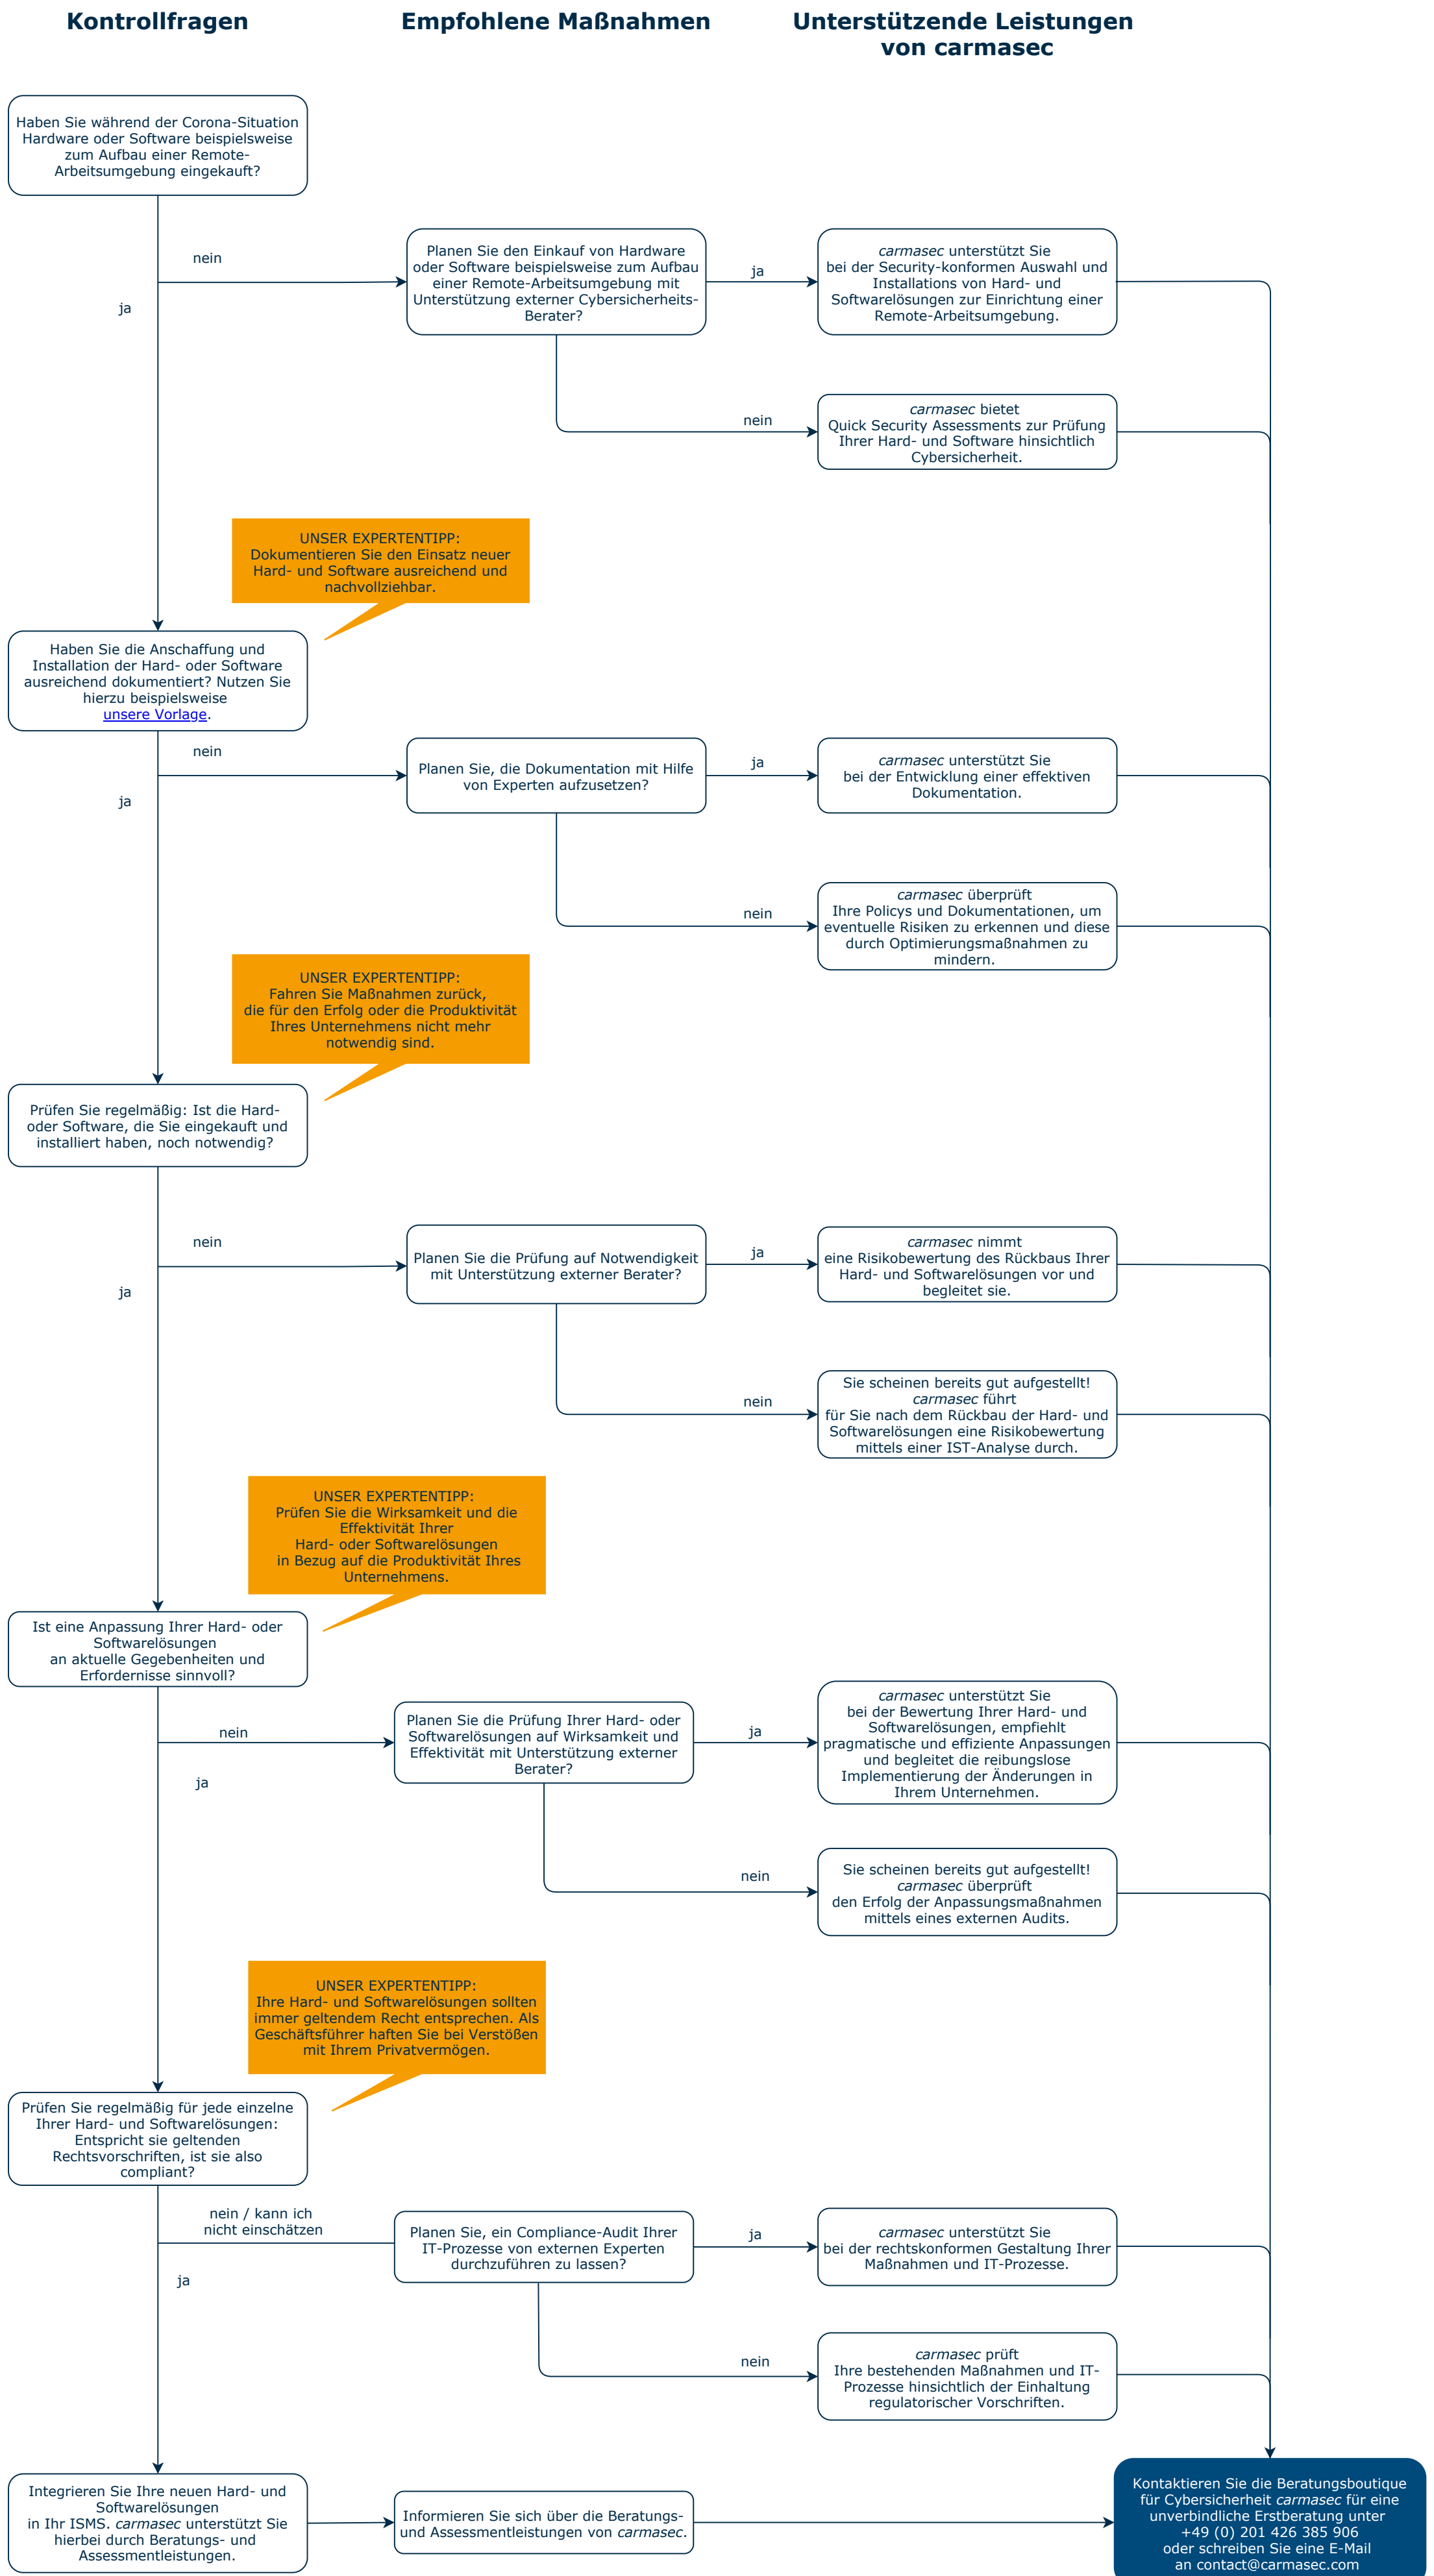 Kontrollfragen
Empfohlene Maßnahmen
Unterstützende Leistungen
von carmasec
Haben Sie während der Corona-Situation
Hardware oder Software beispielsweise
zum Aufbau einer Remote-
Arbeitsumgebung eingekauft?
nein
ja
Planen Sie den Einkauf von Hardware
oder Software beispielsweise zum Aufbau
einer Remote-Arbeitsumgebung mit
Unterstützung externer Cybersicherheits-
Berater?
ja
carmasec unterstützt Sie
bei der Security-konformen Auswahl und
Installations von Hard- und
Softwarelösungen zur Einrichtung einer
Remote-Arbeitsumgebung.
nein
carmasec bietet
Quick Security Assessments zur Prüfung
Ihrer Hard- und Software hinsichtlich
Cybersicherheit.
UNSER EXPERTENTIPP:
Dokumentieren Sie den Einsatz neuer
Hard- und Software ausreichend und
nachvollziehbar.
Haben Sie die Anschaffung und
Installation der Hard- oder Software
ausreichend dokumentiert? Nutzen Sie
hierzu beispielsweise
unsere Vorlage.
nein
ja
Planen Sie, die Dokumentation mit Hilfe
von Experten aufzusetzen?
ja
carmasec unterstützt Sie
bei der Entwicklung einer effektiven
Dokumentation.
nein
carmasec überprüft
Ihre Policys und Dokumentationen, um
eventuelle Risiken zu erkennen und diese
durch Optimierungsmaßnahmen zu
mindern.
UNSER EXPERTENTIPP:
Fahren Sie Maßnahmen zurück,
die für den Erfolg oder die Produktivität
Ihres Unternehmens nicht mehr
notwendig sind.
Prüfen Sie regelmäßig: Ist die Hard-
oder Software, die Sie eingekauft und
installiert haben, noch notwendig?
nein
ja
Planen Sie die Prüfung auf Notwendigkeit
mit Unterstützung externer Berater?
ja
carmasec nimmt
eine Risikobewertung des Rückbaus Ihrer
Hard- und Softwarelösungen vor und
begleitet sie.
nein
Sie scheinen bereits gut aufgestellt!
carmasec führt
für Sie nach dem Rückbau der Hard- und
Softwarelösungen eine Risikobewertung
mittels einer IST-Analyse durch.
UNSER EXPERTENTIPP:
Prüfen Sie die Wirksamkeit und die
Effektivität Ihrer
Hard- oder Softwarelösungen
in Bezug auf die Produktivität Ihres
Unternehmens.
Ist eine Anpassung Ihrer Hard- oder
Softwarelösungen
an aktuelle Gegebenheiten und
Erfordernisse sinnvoll?
nein
ja
Planen Sie die Prüfung Ihrer Hard- oder
Softwarelösungen auf Wirksamkeit und
Effektivität mit Unterstützung externer
Berater?
ja
carmasec unterstützt Sie
bei der Bewertung Ihrer Hard- und
Softwarelösungen, empfiehlt
pragmatische und effiziente Anpassungen
und begleitet die reibungslose
Implementierung der Änderungen in
Ihrem Unternehmen.
nein
Sie scheinen bereits gut aufgestellt!
carmasec überprüft
den Erfolg der Anpassungsmaßnahmen
mittels eines externen Audits.
UNSER EXPERTENTIPP:
Ihre Hard- und Softwarelösungen sollten
immer geltendem Recht entsprechen. Als
Geschäftsführer haften Sie bei Verstößen
mit Ihrem Privatvermögen.
Prüfen Sie regelmäßig für jede einzelne
Ihrer Hard- und Softwarelösungen:
Entspricht sie geltenden
Rechtsvorschriften, ist sie also
compliant?
nein / kann ich
nicht einschätzen
ja
Planen Sie, ein Compliance-Audit Ihrer
IT-Prozesse von externen Experten
durchzuführen zu lassen?
ja
carmasec unterstützt Sie
bei der rechtskonformen Gestaltung Ihrer
Maßnahmen und IT-Prozesse.
nein
carmasec prüft
Ihre bestehenden Maßnahmen und IT-
Prozesse hinsichtlich der Einhaltung
regulatorischer Vorschriften.
Integrieren Sie Ihre neuen Hard- und
Softwarelösungen
in Ihr ISMS. carmasec unterstützt Sie
hierbei durch Beratungs- und
Assessmentleistungen.
Informieren Sie sich über die Beratungs-
und Assessmentleistungen von carmasec.
Kontaktieren Sie die Beratungsboutique
für Cybersicherheit carmasec für eine
unverbindliche Erstberatung unter
+49 (0) 201 426 385 906
oder schreiben Sie eine E-Mail
an contact@carmasec.com